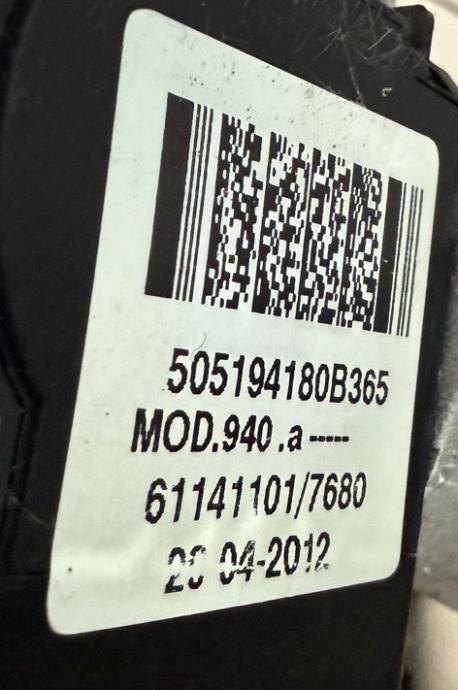 505194180B365
MOD.940.a -----
61141101/7680
04-2012